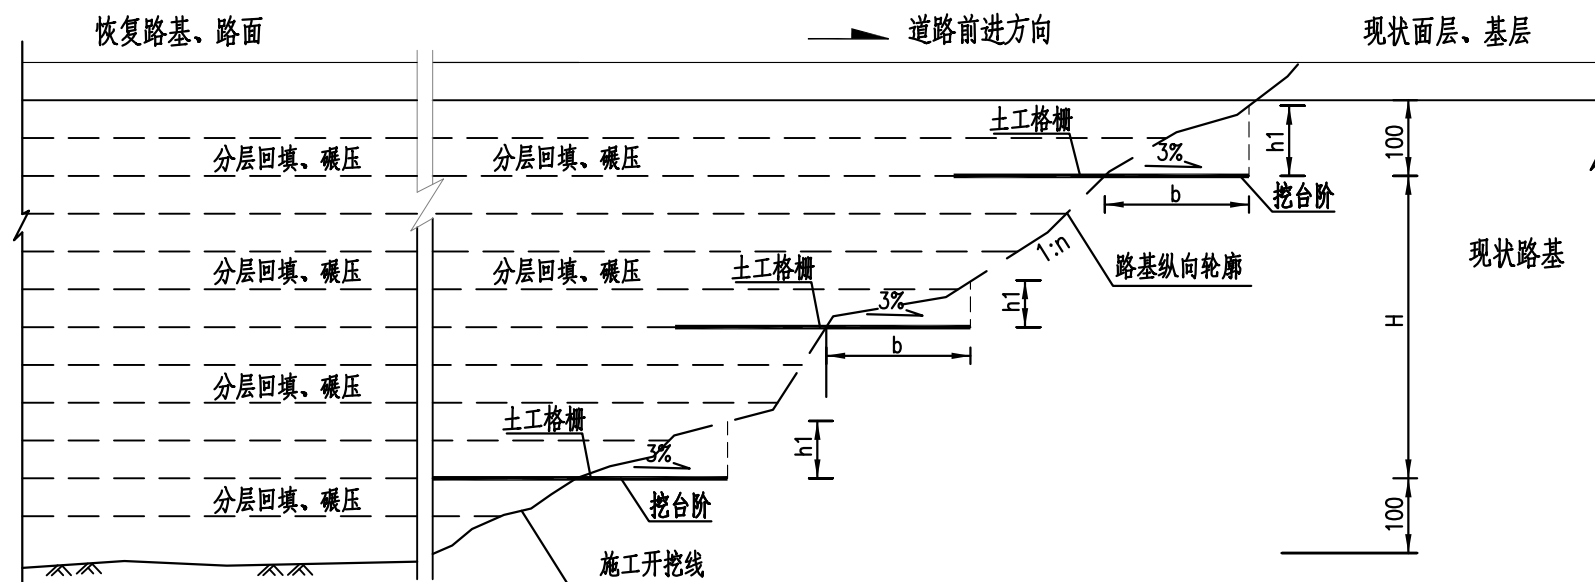 恢复路基、路面
道路前进方向
现状面层、基层
土工格栅
3%
h1
100
分层回填、碾压
分层回填、碾压
b
挖台阶
1:n
路基纵向轮廓
现状路基
分层回填、碾压
分层回填、碾压
土工格栅
3%
h1
b
H
分层回填、碾压
土工格栅
3%
h1
分层回填、碾压
挖台阶
100
施工开挖线